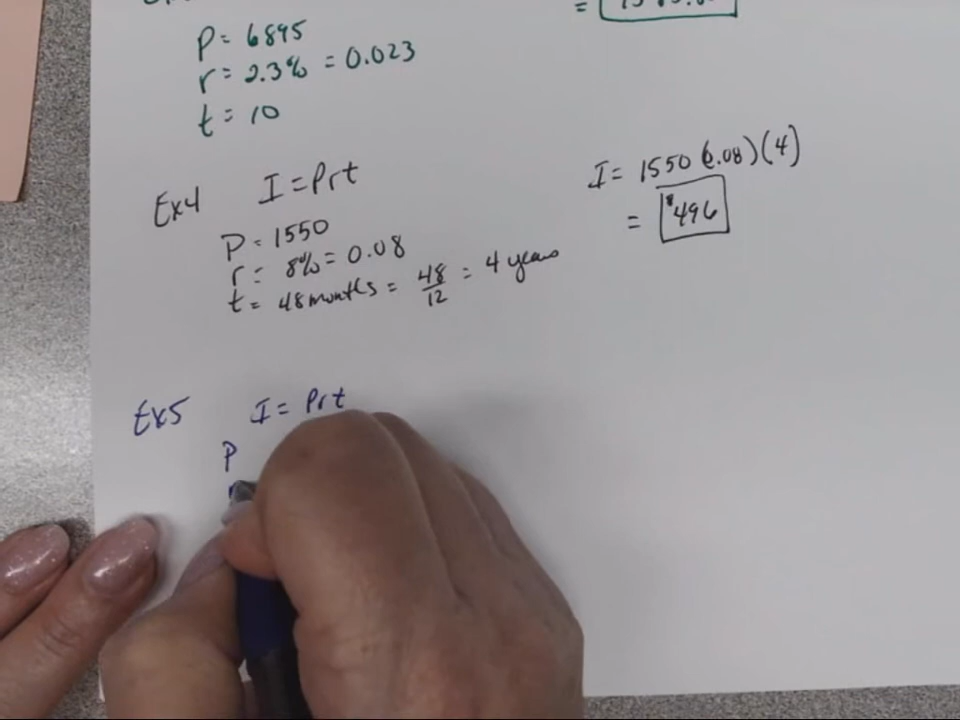 P = 6895
r = 2.3% = 0.023
t = 10
Ex4 I = Prt
P = 1550
r = 8% = 0.08
t = 48 months = 48/12 = 4 years
I = 1550 (.08)(4)
= $496
Ex5 I = Prt
P